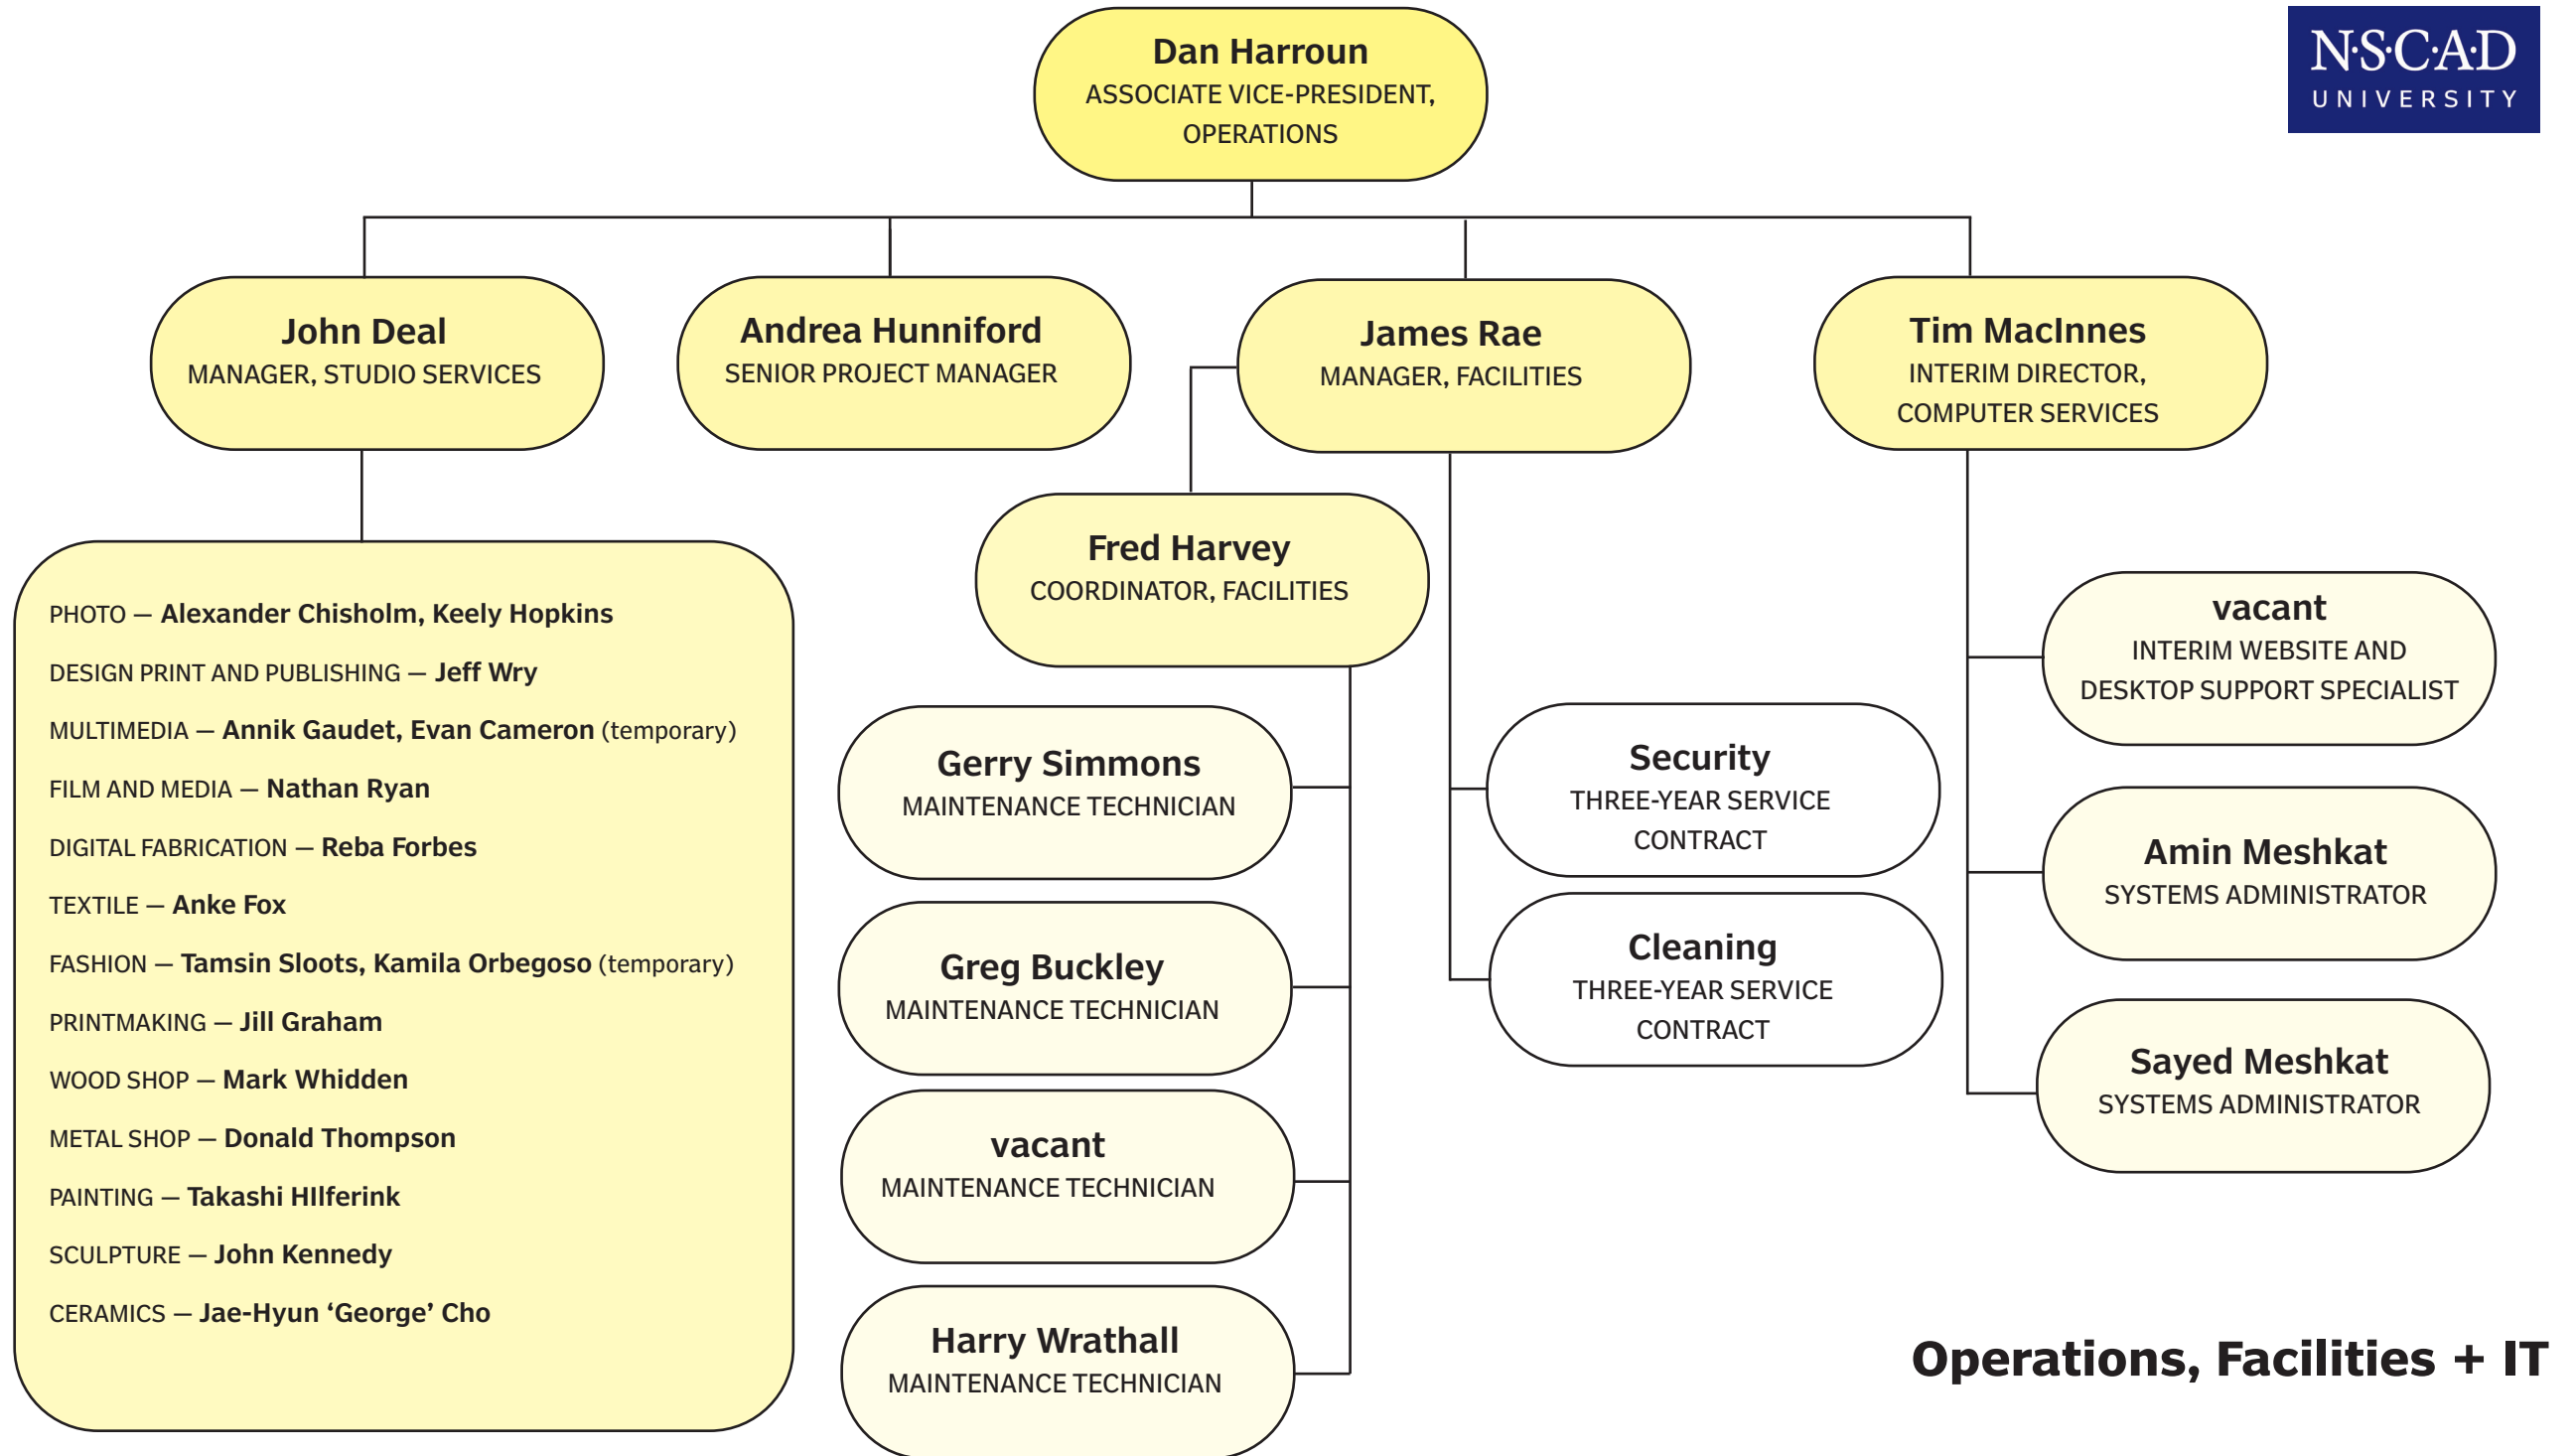 Dan Harroun
ASSOCIATE VICE-PRESIDENT,
OPERATIONS
N·S·C·A·D
UNIVERSITY
John Deal
MANAGER, STUDIO SERVICES
Andrea Hunniford
SENIOR PROJECT MANAGER
James Rae
MANAGER, FACILITIES
Tim MacInnes
INTERIM DIRECTOR,
COMPUTER SERVICES
PHOTO — Alexander Chisholm, Keely Hopkins
DESIGN PRINT AND PUBLISHING — Jeff Wry
MULTIMEDIA — Annik Gaudet, Evan Cameron (temporary)
FILM AND MEDIA — Nathan Ryan
DIGITAL FABRICATION — Reba Forbes
TEXTILE — Anke Fox
FASHION — Tamsin Sloots, Kamila Orbegoso (temporary)
PRINTMAKING — Jill Graham
WOOD SHOP — Mark Whidden
METAL SHOP — Donald Thompson
PAINTING — Takashi HIlferink
SCULPTURE — John Kennedy
CERAMICS — Jae-Hyun ‘George’ Cho
Fred Harvey
COORDINATOR, FACILITIES
Gerry Simmons
MAINTENANCE TECHNICIAN
Greg Buckley
MAINTENANCE TECHNICIAN
vacant
MAINTENANCE TECHNICIAN
Harry Wrathall
MAINTENANCE TECHNICIAN
Security
THREE-YEAR SERVICE
CONTRACT
Cleaning
THREE-YEAR SERVICE
CONTRACT
vacant
INTERIM WEBSITE AND
DESKTOP SUPPORT SPECIALIST
Amin Meshkat
SYSTEMS ADMINISTRATOR
Sayed Meshkat
SYSTEMS ADMINISTRATOR
Operations, Facilities + IT